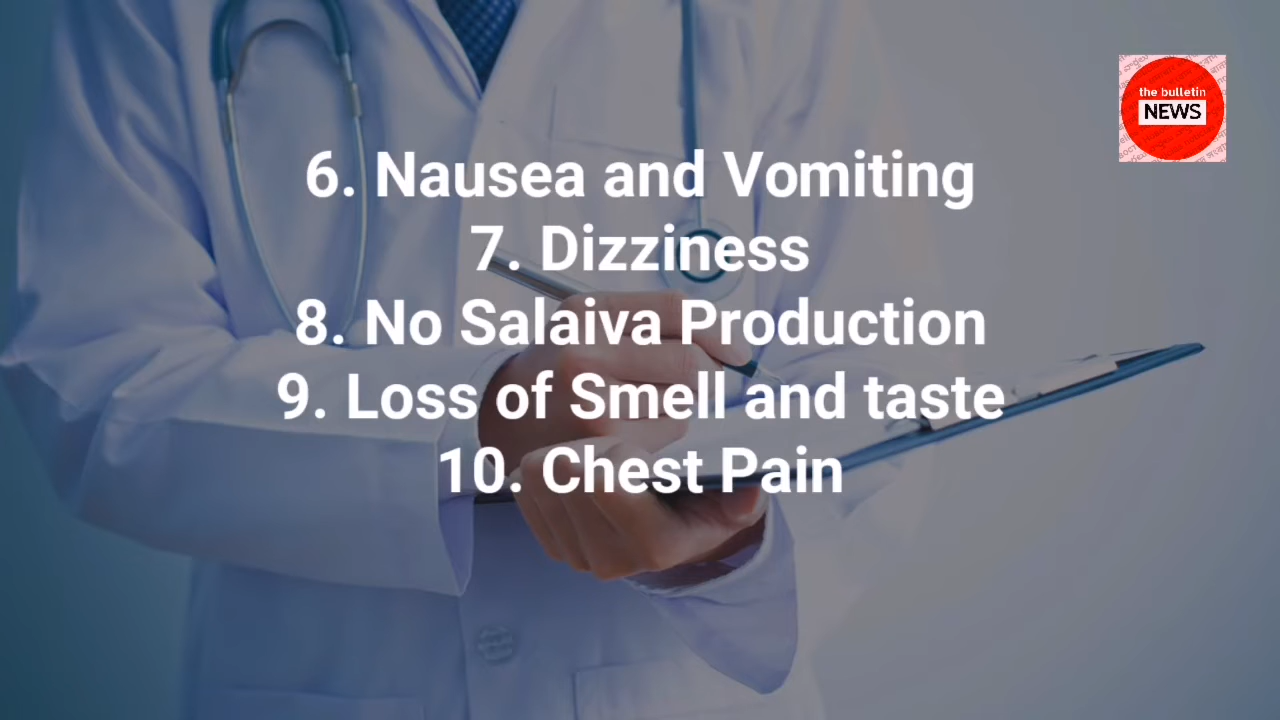 the bulletin
NEWS
6. Nausea and Vomiting
7. Dizziness
8. No Salaiva Production
9. Loss of Smell and taste
10. Chest Pain